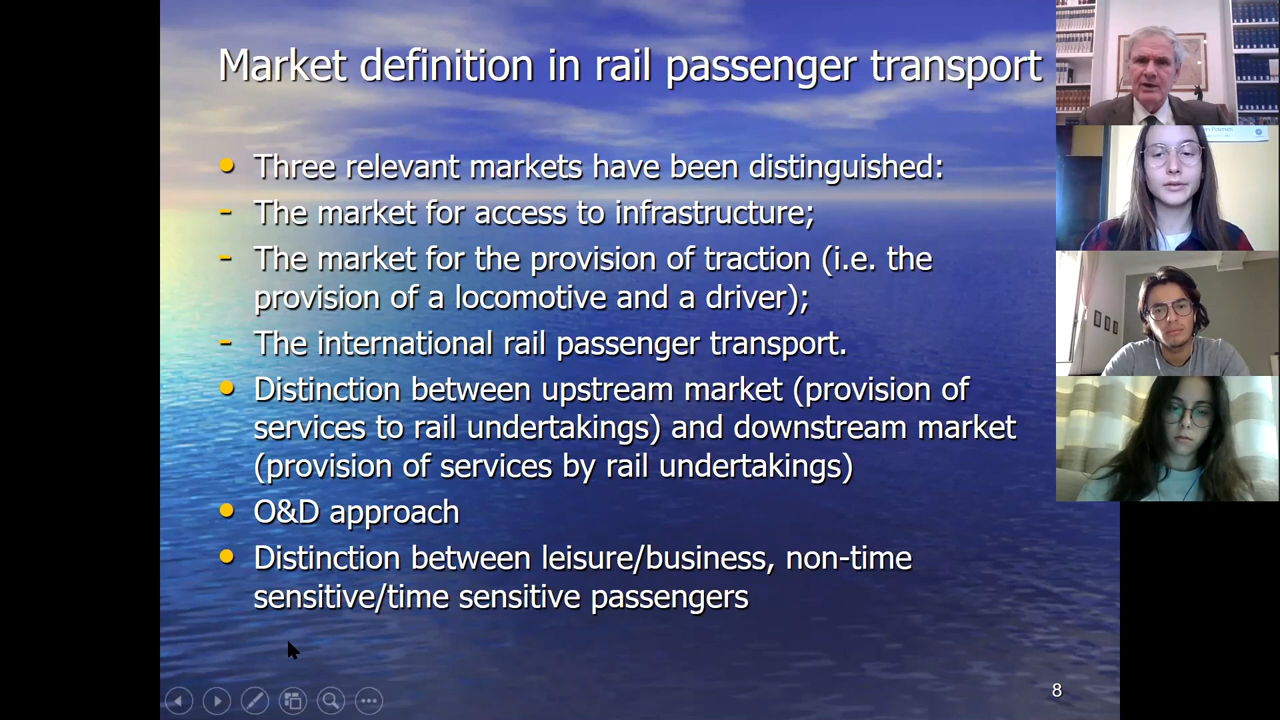 Market definition in rail passenger transport
• Three relevant markets have been distinguished:
- The market for access to infrastructure;
- The market for the provision of traction (i.e. the
provision of a locomotive and a driver);
- The international rail passenger transport.
• Distinction between upstream market (provision of
services to rail undertakings) and downstream market
(provision of services by rail undertakings)
• O&D approach
• Distinction between leisure/business, non-time
sensitive/time sensitive passengers
8